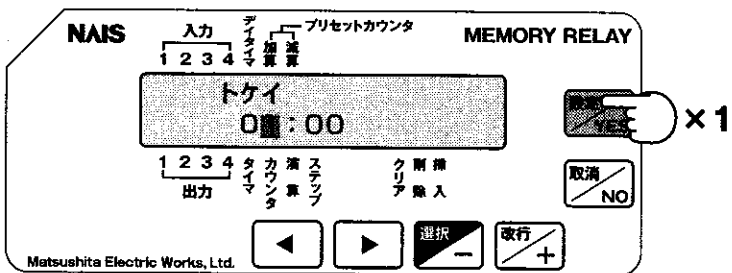 NAIS
入力
デイタイマ
加算
減算
プリセットカウンタ
MEMORY RELAY
1 2 3 4
トケイ
:00
YES
×1
1 2 3 4
出力
タイマ
カウンタ
演算
ステップ
クリア
削除
挿入
取消
NO
◀
▶
選択
−
改行
+
Matsushita Electric Works, Ltd.